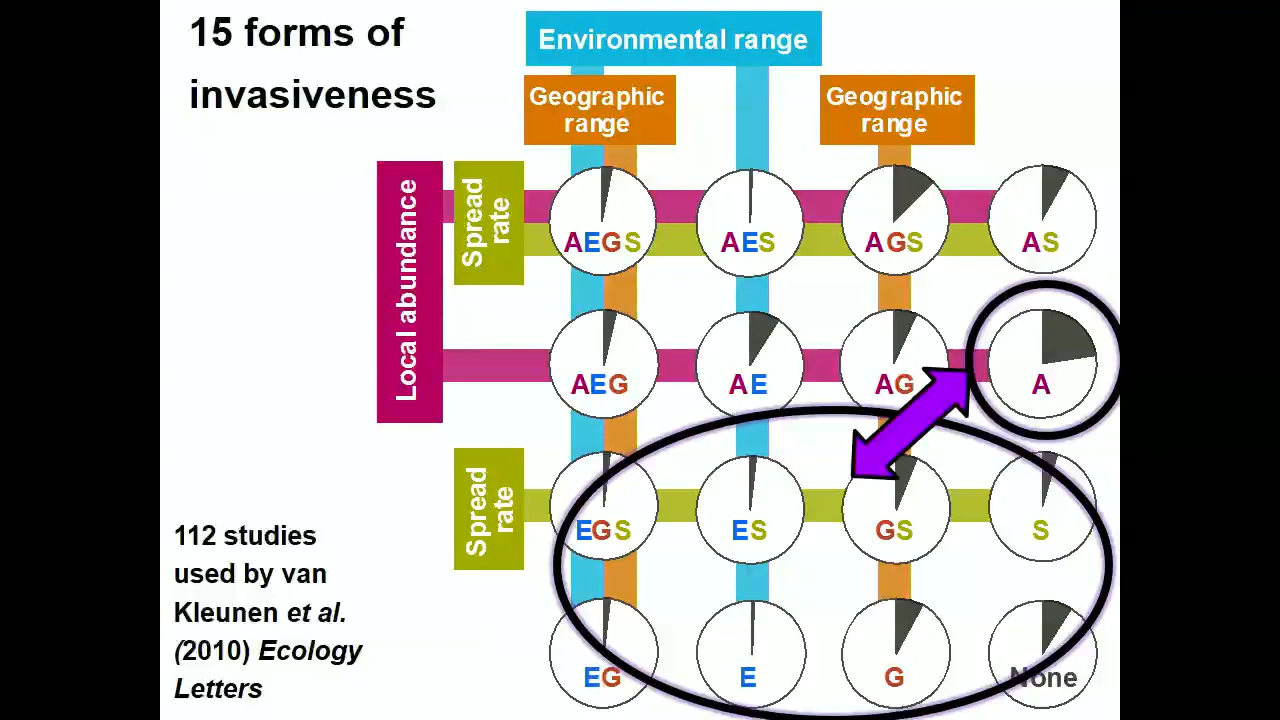 15 forms of
invasiveness
Environmental range
Geographic
range
Geographic
range
Local abundance
Spread
rate
AEGS
AES
AGS
AS
AEG
AE
AG
A
Spread
rate
EGS
ES
GS
S
EG
E
G
None
112 studies
used by van
Kleunen et al.
(2010) Ecology
Letters